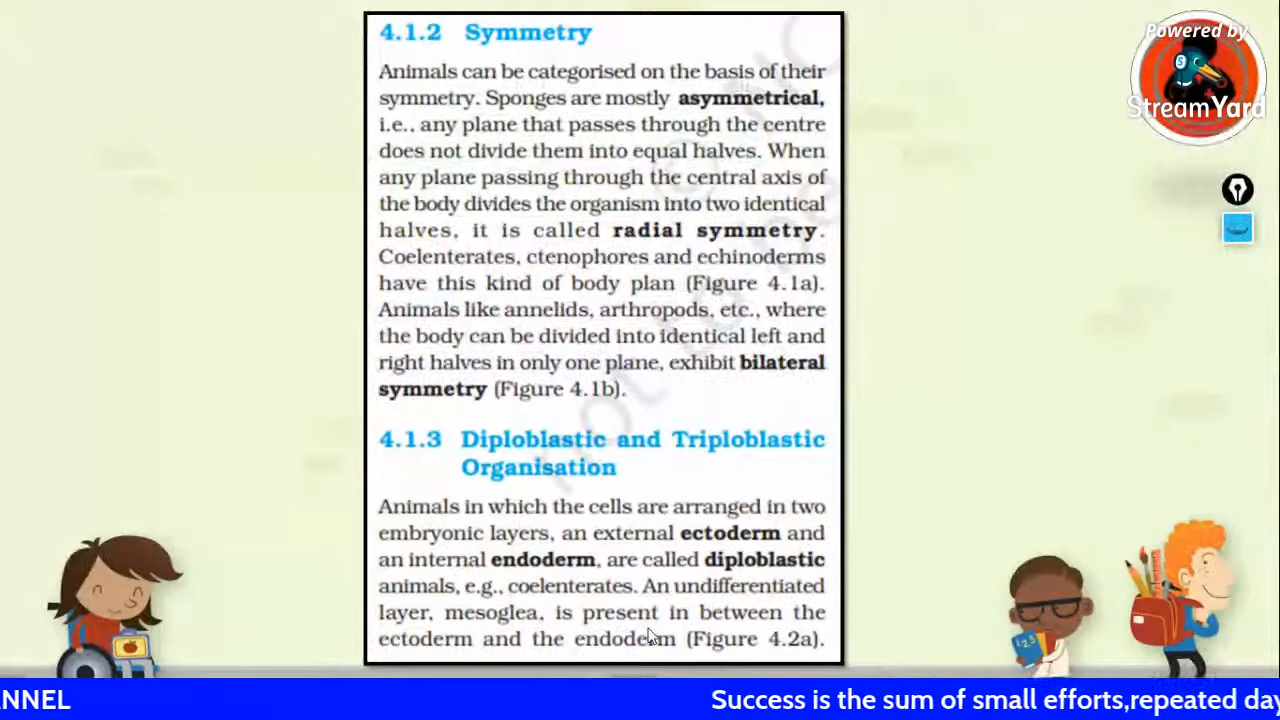 4.1.2 Symmetry
Animals can be categorised on the basis of their
symmetry. Sponges are mostly asymmetrical,
i.e., any plane that passes through the centre
does not divide them into equal halves. When
any plane passing through the central axis of
the body divides the organism into two identical
halves, it is called radial symmetry.
Coelenterates, ctenophores and echinoderms
have this kind of body plan (Figure 4.1a).
Animals like annelids, arthropods, etc., where
the body can be divided into identical left and
right halves in only one plane, exhibit bilateral
symmetry (Figure 4.1b).
4.1.3 Diploblastic and Triploblastic
Organisation
Animals in which the cells are arranged in two
embryonic layers, an external ectoderm and
an internal endoderm, are called diploblastic
animals, e.g., coelenterates. An undifferentiated
layer, mesoglea, is present in between the
ectoderm and the endoderm (Figure 4.2a).
Powered by
StreamYard
1 2 3
ANNEL
Success is the sum of small efforts,repeated day